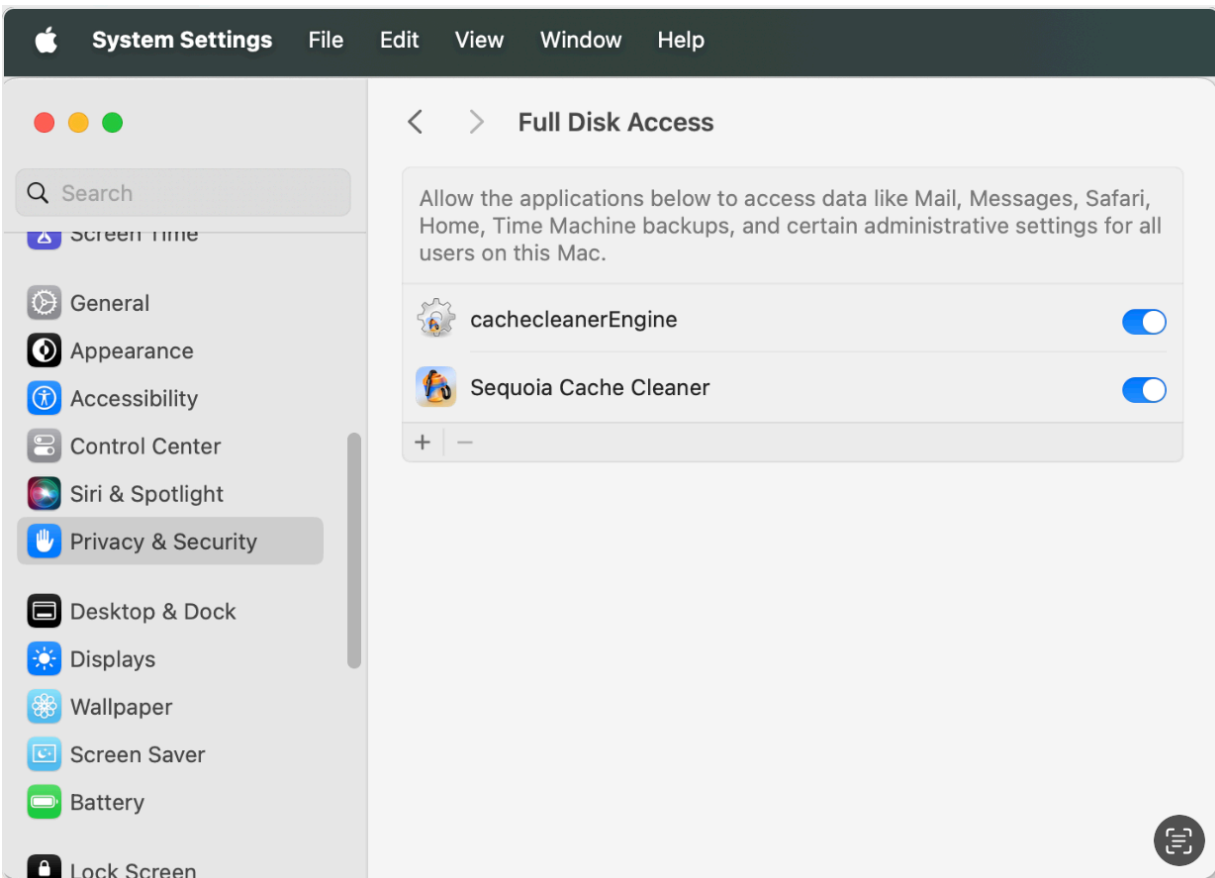 System Settings File Edit View Window Help
Search
Screen Time
General
Appearance
Accessibility
Control Center
Siri & Spotlight
Privacy & Security
Desktop & Dock
Displays
Wallpaper
Screen Saver
Battery
Lock Screen
Full Disk Access
Allow the applications below to access data like Mail, Messages, Safari,
Home, Time Machine backups, and certain administrative settings for all
users on this Mac.
cachecleanerEngine
Sequoia Cache Cleaner